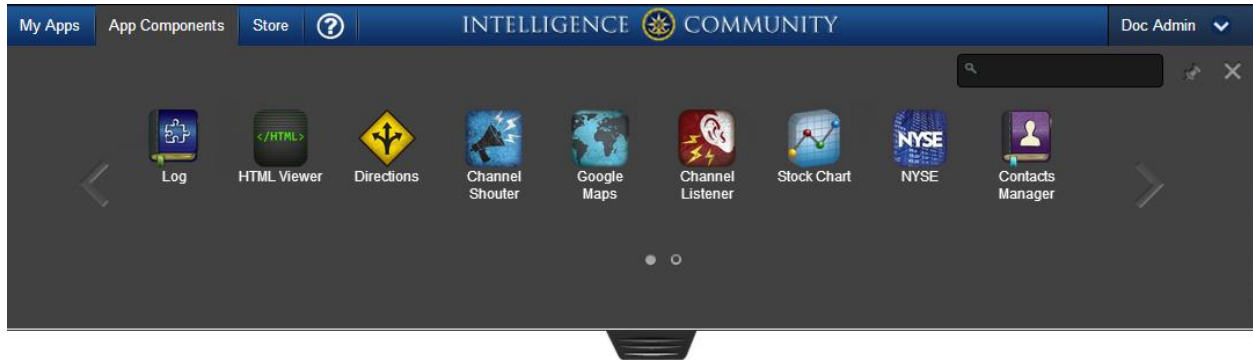 My Apps App Components Store ? INTELLIGENCE COMMUNITY Doc Admin
</HTML> NYSE
Log HTML Viewer Directions Channel Shouter Google Maps Channel Listener Stock Chart NYSE Contacts Manager